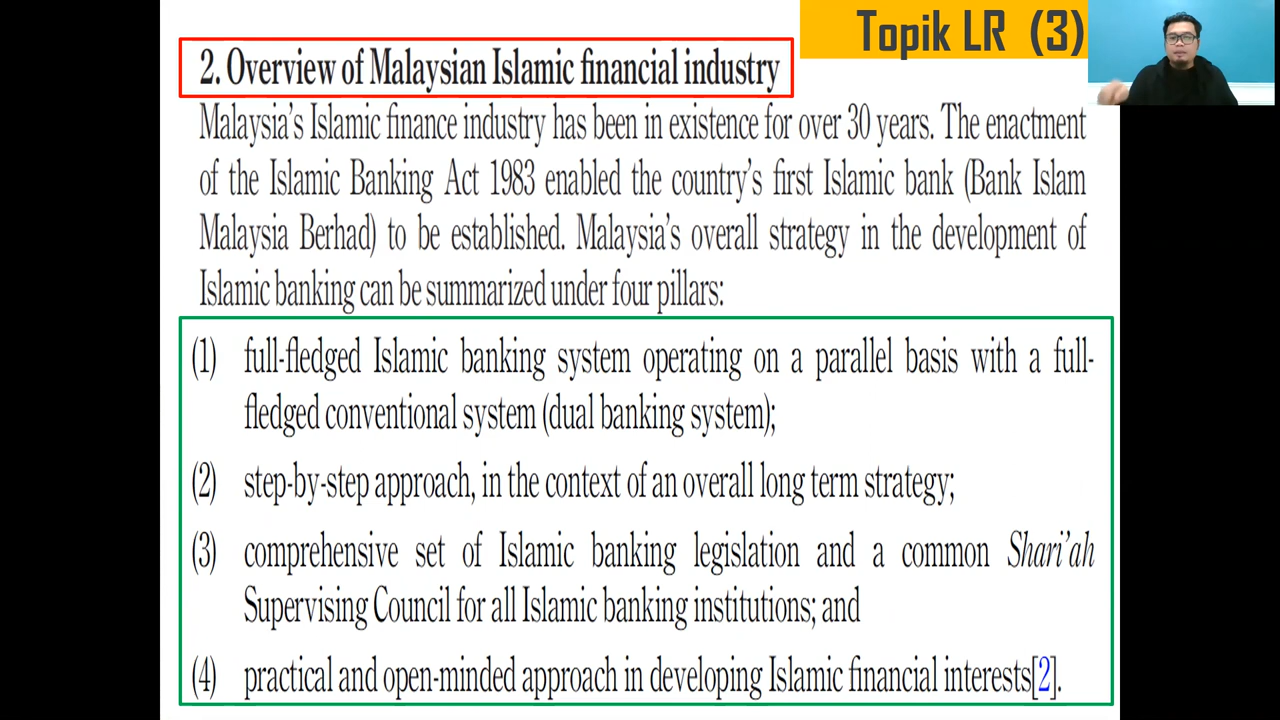 Topik LR (3)
2. Overview of Malaysian Islamic financial industry
Malaysia's Islamic finance industry has been in existence for over 30 years. The enactment
of the Islamic Banking Act 1983 enabled the country's first Islamic bank (Bank Islam
Malaysia Berhad) to be established. Malaysia's overall strategy in the development of
Islamic banking can be summarized under four pillars:
(1) full-fledged Islamic banking system operating on a parallel basis with a full-
fledged conventional system (dual banking system);
(2) step-by-step approach, in the context of an overall long term strategy;
(3) comprehensive set of Islamic banking legislation and a common Shari'ah
Supervising Council for all Islamic banking institutions; and
(4) practical and open-minded approach in developing Islamic financial interests[2].